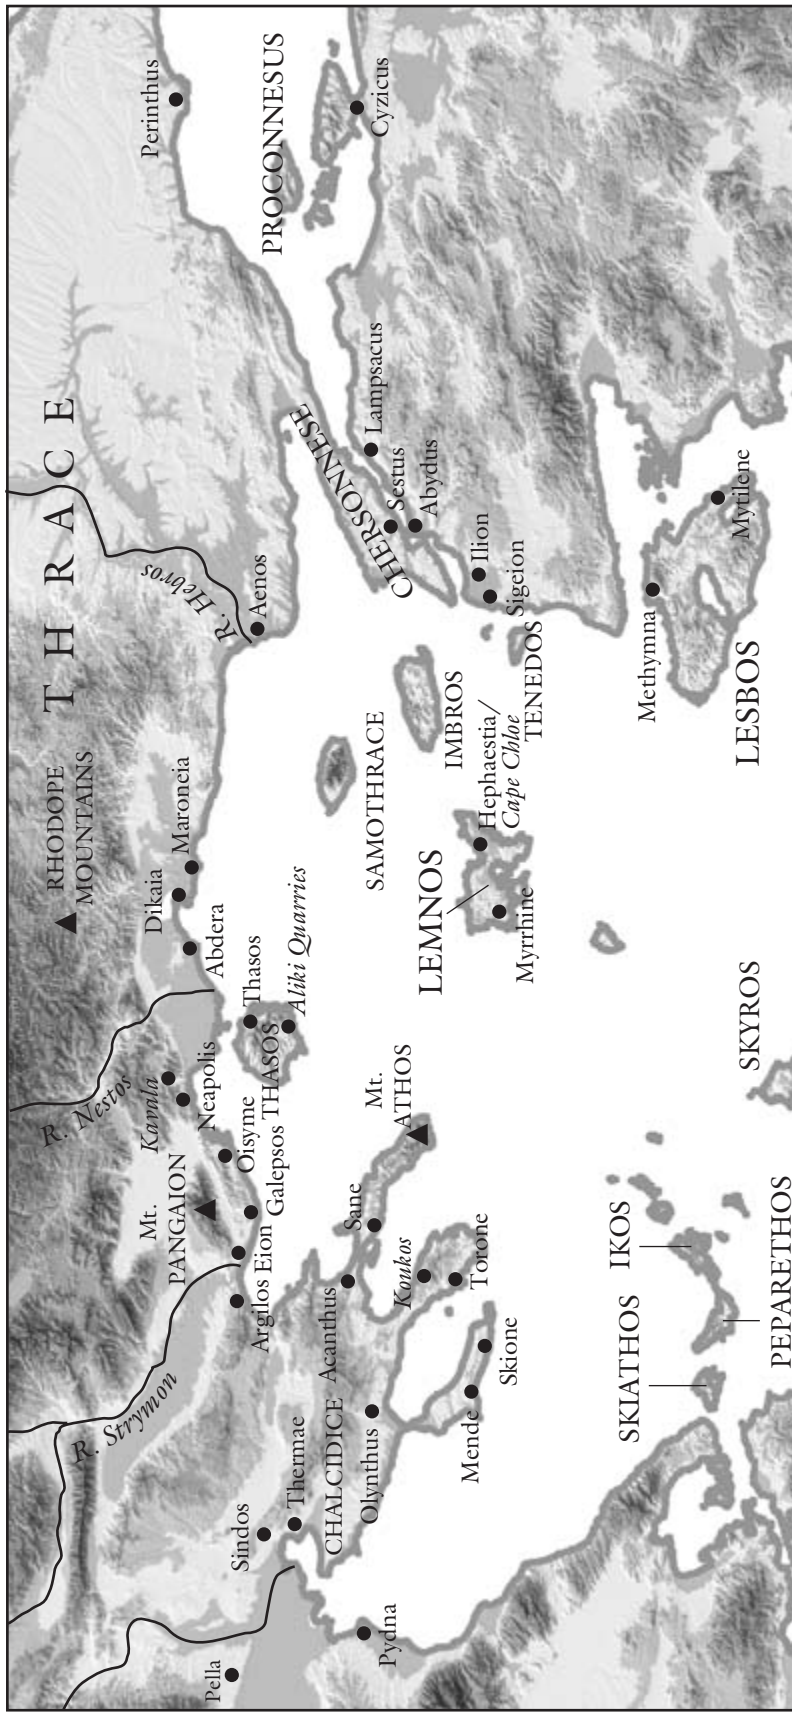 THRACE
RHODOPE
MOUNTAINS
R. Hebros
R. Nestos
R. Strymon
Perinthus
PROCONNESUS
Cyzicus
CHERSONNESE
Lampsacus
Sestus
Abydus
Ilion
Sigeion
TENEDOS
Aenos
Maroneia
Dikaia
Abdera
SAMOTHRACE
IMBROS
LEMNOS
Hephaestia/
Cape Chloe
Myrrhine
Methymna
Mytilene
LESBOS
Thasos
Aliki Quarries
THASOS
Kavala
Neapolis
Oisyme
Galepsos
Mt.
PANGAION
Eion
Argilos
Mt.
ATHOS
Sane
Acanthus
Koukos
Torone
Skione
Mende
Olynthus
CHALCIDICE
Thermae
Sindos
Pella
Pydna
SKYROS
IKOS
PEPARETHOS
SKIATHOS